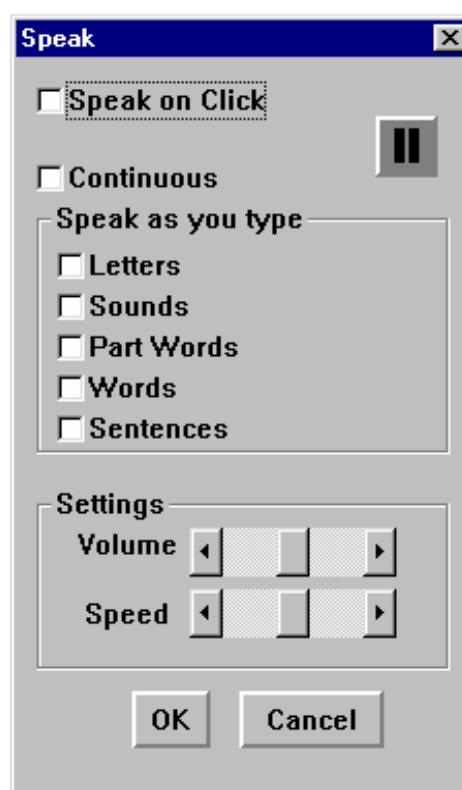 Speak
Speak on Click
Continuous
Speak as you type
Letters
Sounds
Part Words
Words
Sentences
Settings
Volume
Speed
OK Cancel